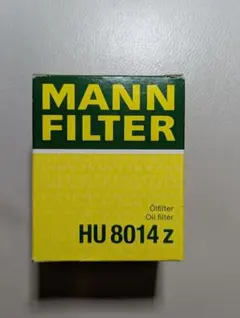 MANN
FILTER
Ölfilter
Oil filter
HU 8014 z